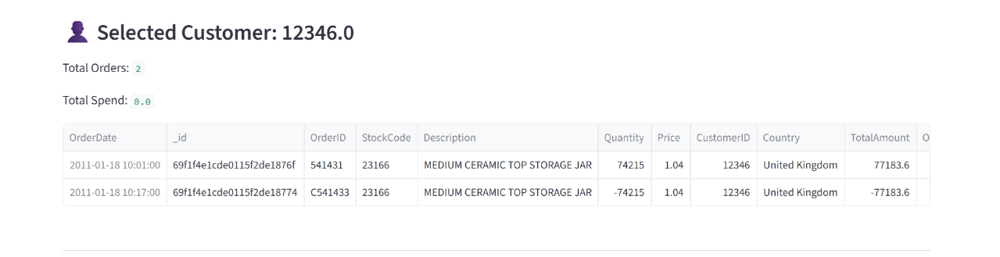 Selected Customer: 12346.0
Total Orders: 2
Total Spend: 0.0
OrderDate _id OrderID StockCode Description Quantity Price CustomerID Country TotalAmount O
2011-01-18 10:01:00 69f1f4e1cde0115f2de1876f 541431 23166 MEDIUM CERAMIC TOP STORAGE JAR 74215 1.04 12346 United Kingdom 77183.6
2011-01-18 10:17:00 69f1f4e1cde0115f2de18774 C541433 23166 MEDIUM CERAMIC TOP STORAGE JAR -74215 1.04 12346 United Kingdom -77183.6